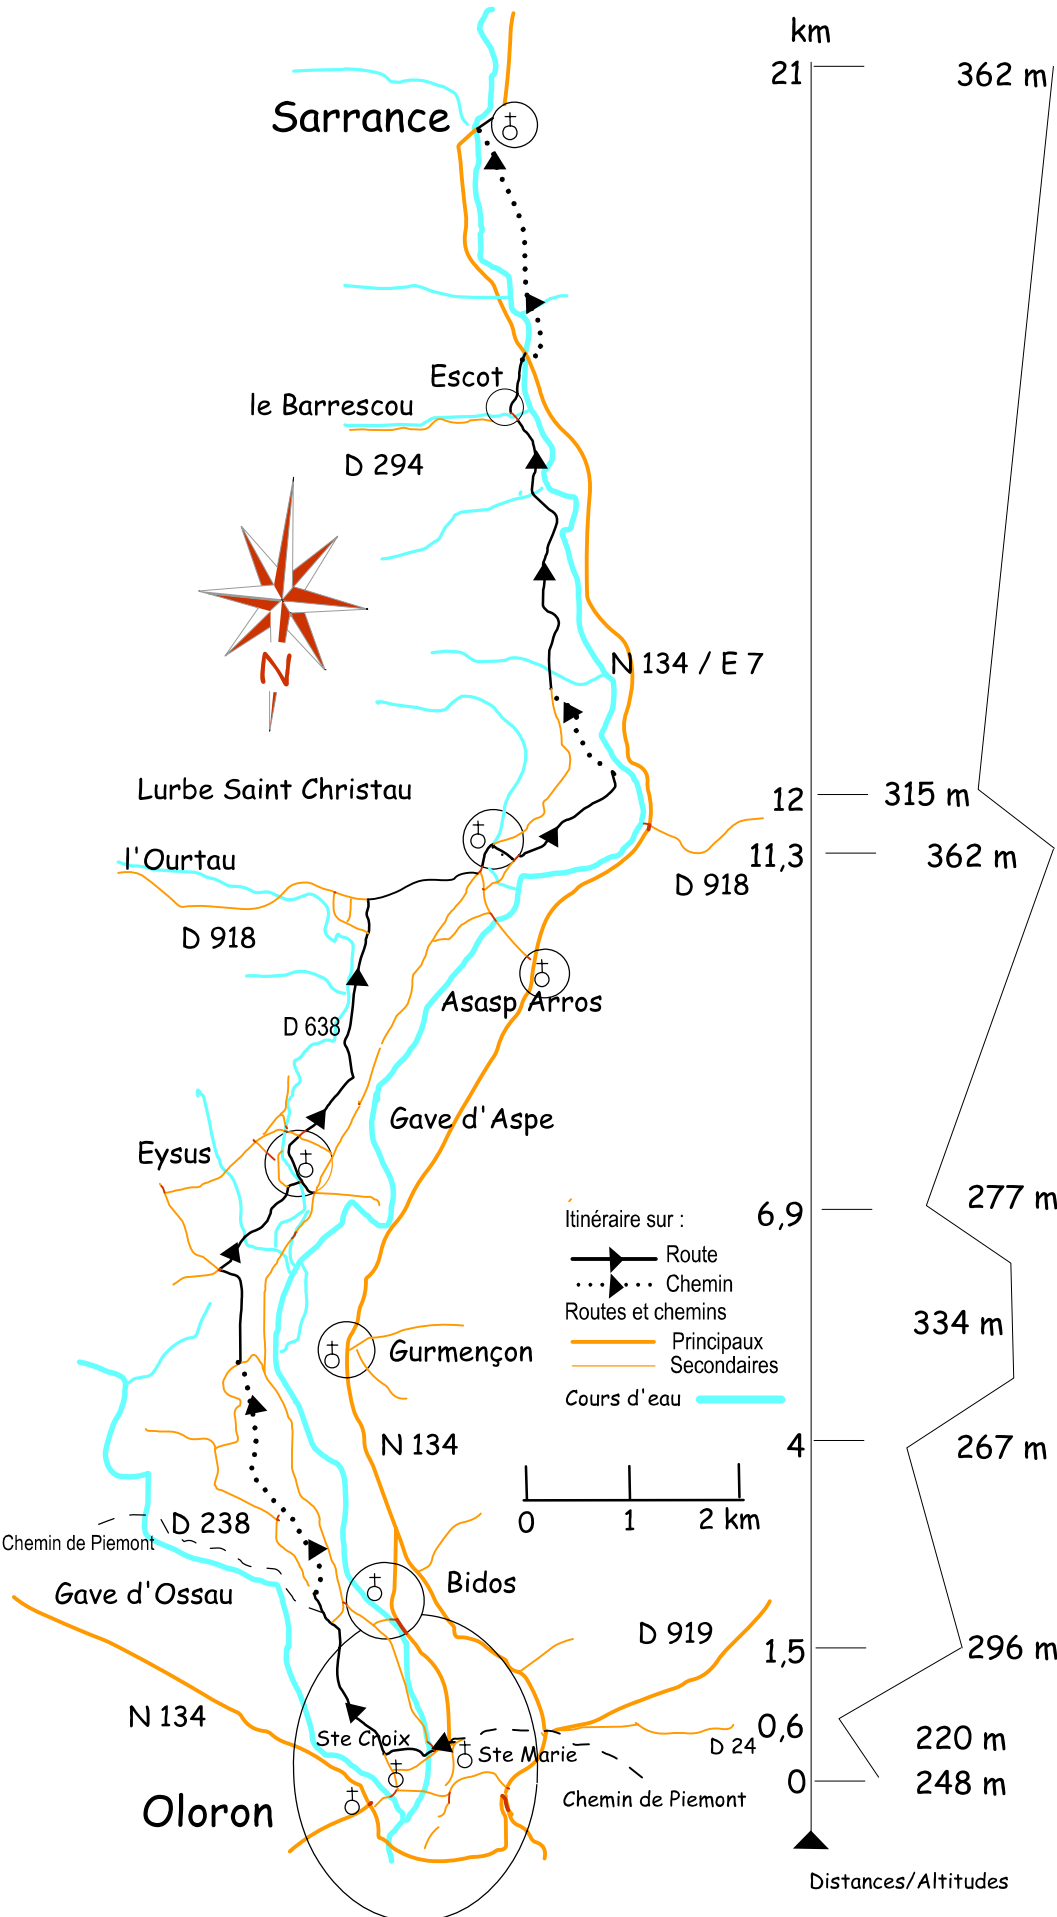 km
21
362 m
Sarrance
Escot
le Barrescou
D 294
N
N 134 / E 7
Lurbe Saint Christau
12
315 m
l'Ourtau
11,3
362 m
D 918
D 918
Asasp Arros
D 638
Gave d'Aspe
Eysus
6,9
277 m
Itinéraire sur :
Route
Chemin
Routes et chemins
Principaux
Secondaires
Cours d'eau
334 m
Gurmençon
N 134
4
267 m
0 1 2 km
D 238
Chemin de Piemont
Gave d'Ossau
Bidos
D 919
1,5
296 m
N 134
Ste Croix
Ste Marie
D 24
0,6
220 m
0
248 m
Chemin de Piemont
Oloron
Distances/Altitudes